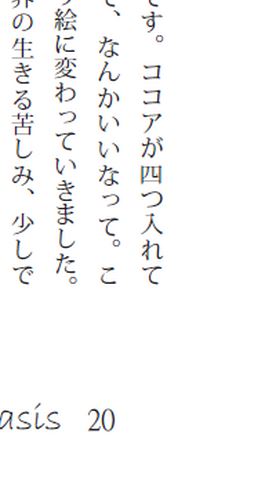 です。ココアが四つ入れて
て、なんかいいなって。こ
絵に変わっていきました。
界の生きる苦しみ、少しで
asis 20